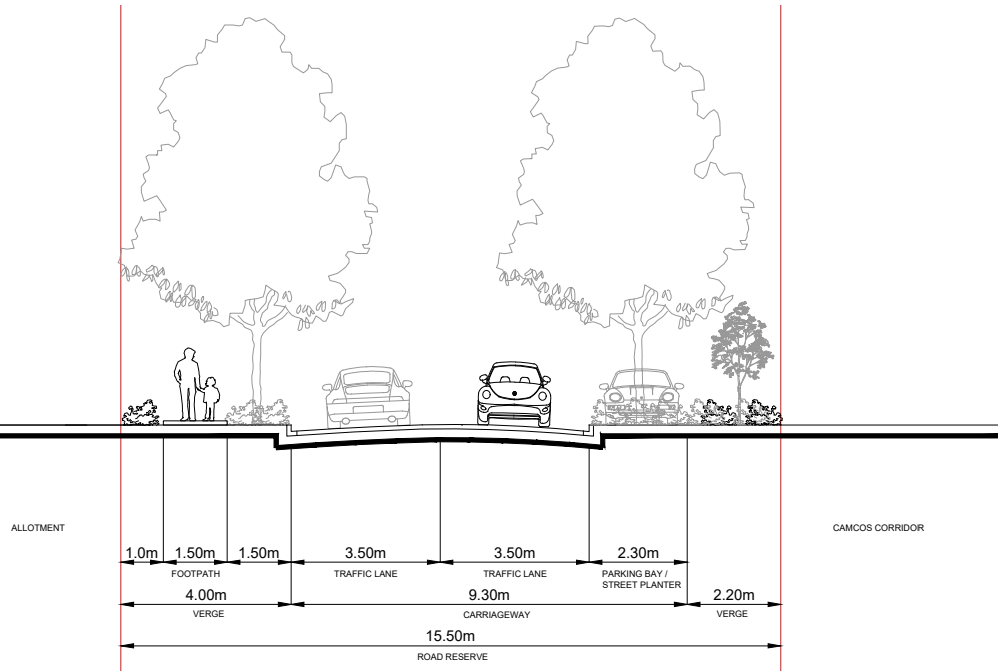 ALLOTMENT
CAMCOS CORRIDOR
1.0m 1.50m 1.50m 3.50m 3.50m 2.30m
FOOTPATH TRAFFIC LANE TRAFFIC LANE PARKING BAY /
STREET PLANTER
4.00m 9.30m 2.20m
VERGE CARRIAGEWAY VERGE
15.50m
ROAD RESERVE